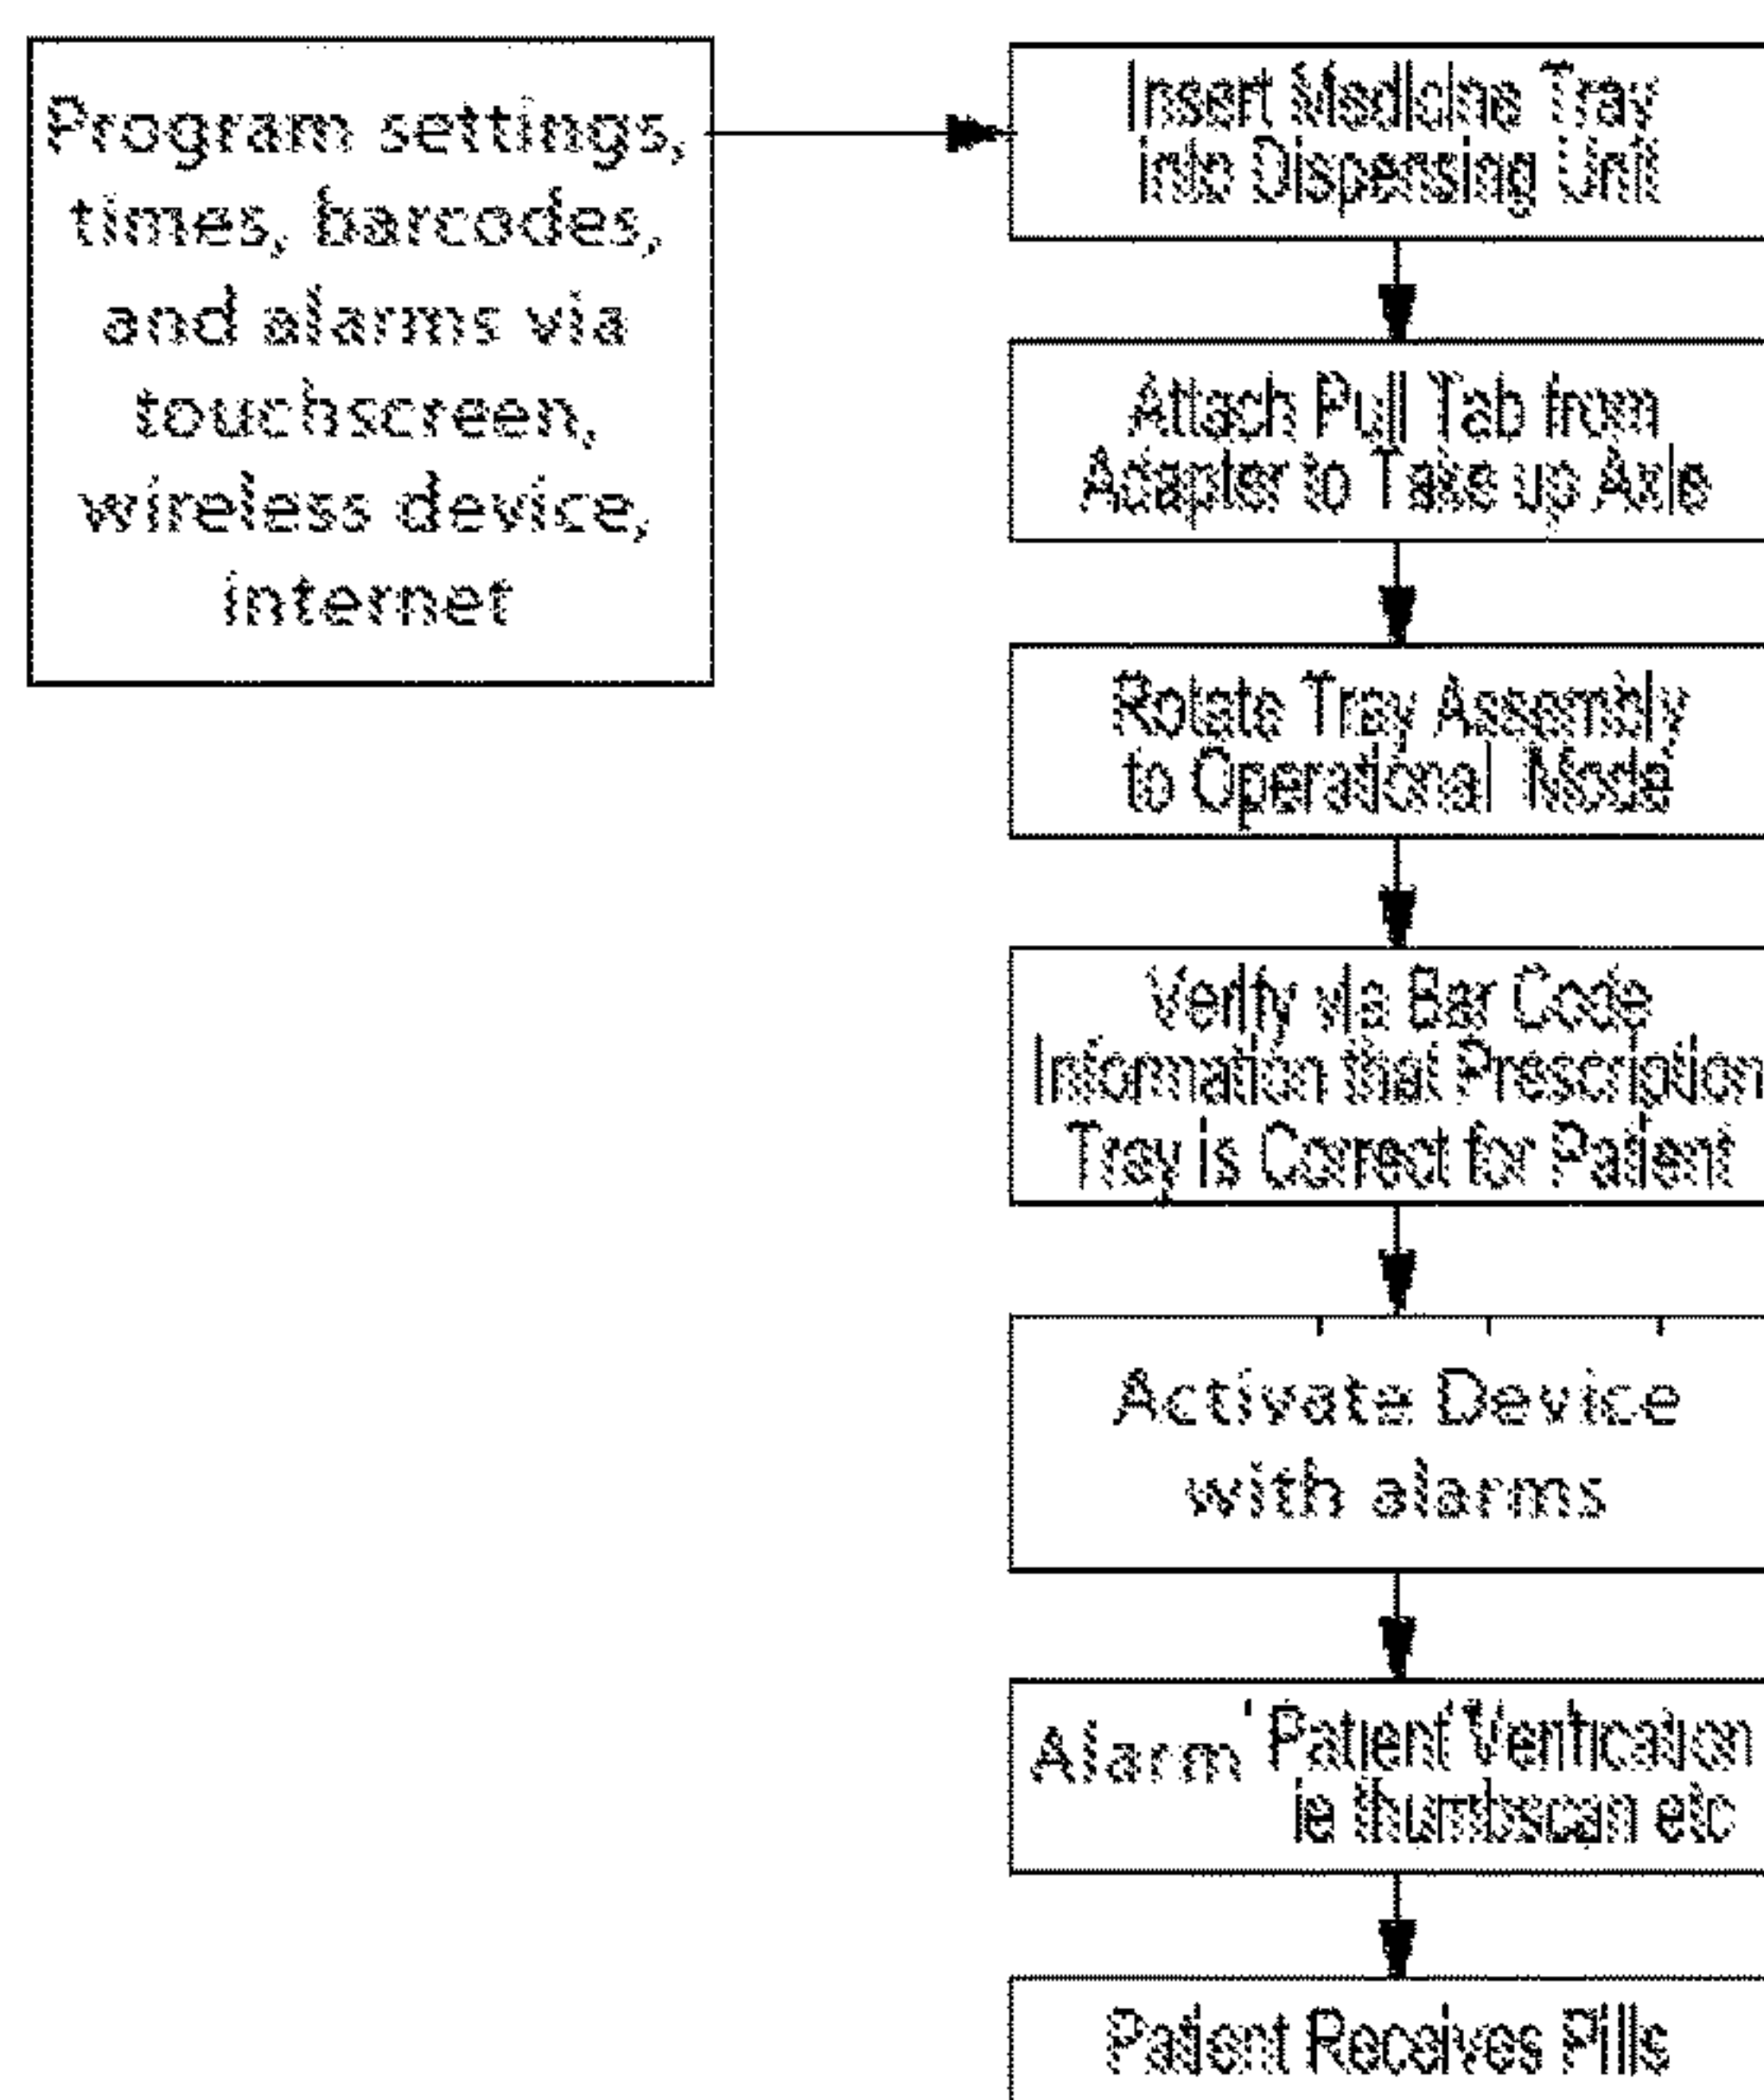 Program settings,
times, barcodes,
and alarms via
touchscreen,
wireless device,
internet
Insert Medicine Tray
into Dispensing Unit
Attach Pull Tab from
Adapter to Take up Axle
Rotate Tray Assembly
to Operational Mode
Verify via Bar Code
Information that Prescription
Tray is Correct for Patient
Activate Device
with alarms
Alarm Patient Verification
ie thumbscan etc
Patient Receives Pills